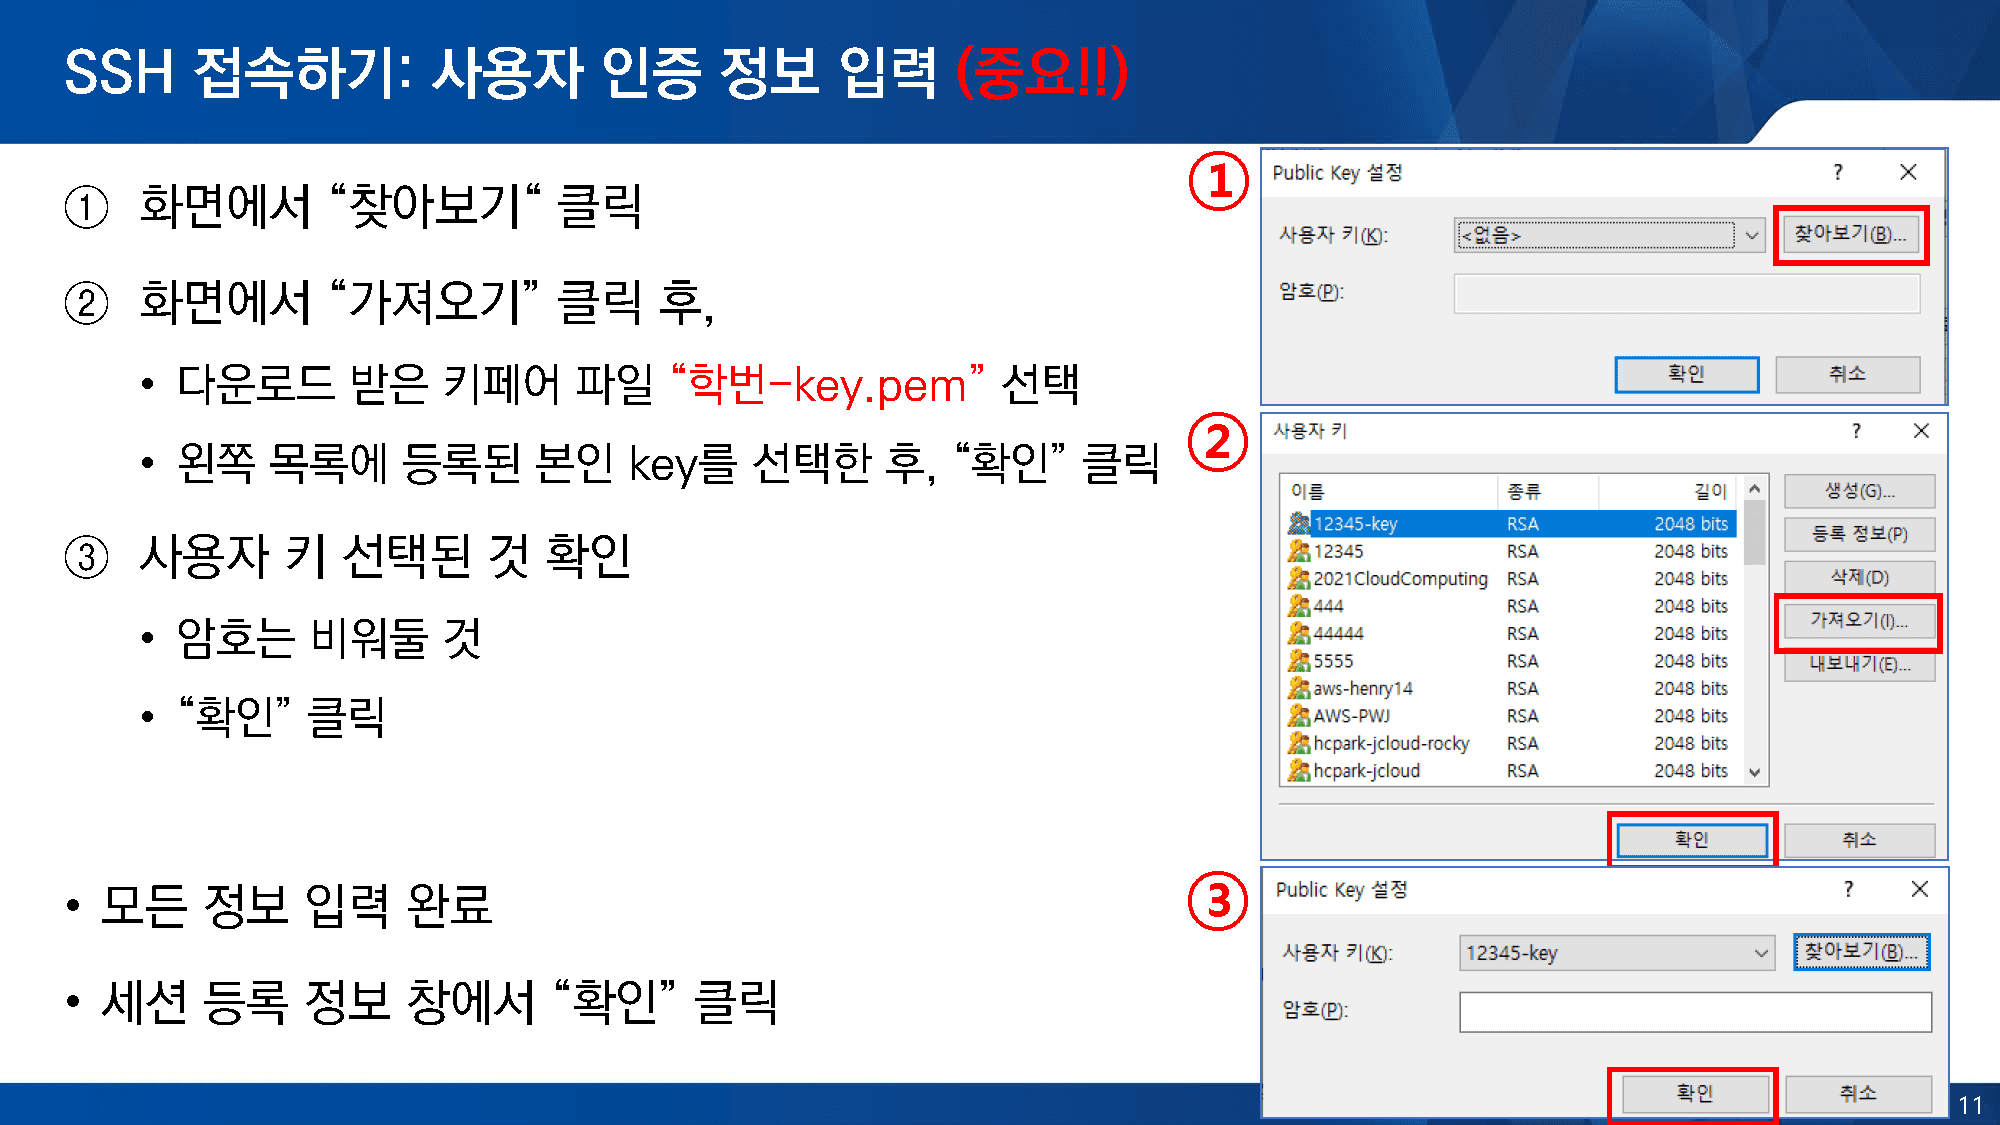 SSH 접속하기: 사용자 인증 정보 입력 (중요!!)
① 화면에서 “찾아보기“ 클릭
② 화면에서 “가져오기” 클릭 후,
• 다운로드 받은 키페어 파일 “학번-key.pem” 선택
• 왼쪽 목록에 등록된 본인 key를 선택한 후, “확인” 클릭
③ 사용자 키 선택된 것 확인
• 암호는 비워둘 것
• “확인” 클릭
• 모든 정보 입력 완료
• 세션 등록 정보 창에서 “확인” 클릭
①
Public Key 설정 ? ×
사용자 키(K): <없음> 찾아보기(B)...
암호(P):
확인 취소
②
사용자 키 ? ×
이름 종류 길이 생성(G)...
12345-key RSA 2048 bits
등록 정보(P)
12345 RSA 2048 bits
2021CloudComputing RSA 2048 bits 삭제(D)
444 RSA 2048 bits
가져오기(I)...
44444 RSA 2048 bits
5555 RSA 2048 bits 내보내기(E)...
aws-henry14 RSA 2048 bits
AWS-PWJ RSA 2048 bits
hcpark-jcloud-rocky RSA 2048 bits
hcpark-jcloud RSA 2048 bits
확인 취소
③
Public Key 설정 ? ×
사용자 키(K): 12345-key 찾아보기(B)...
암호(P):
확인 취소
11